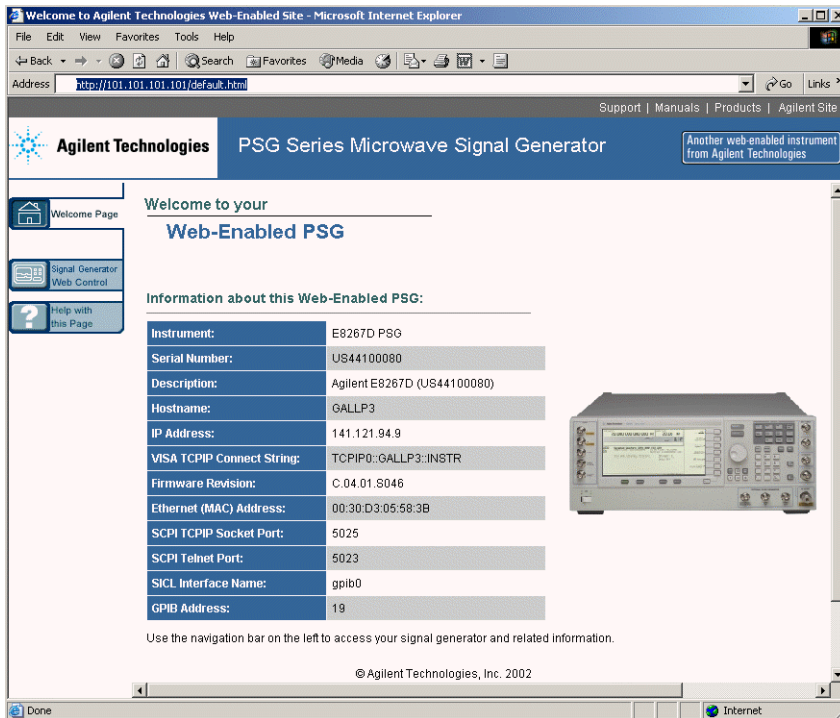 Welcome to Agilent Technologies Web-Enabled Site - Microsoft Internet Explorer
File Edit View Favorites Tools Help
Back Search Favorites Media
Address http://101.101.101.101/default.html Go Links
Support | Manuals | Products | Agilent Site
Agilent Technologies PSG Series Microwave Signal Generator
Another web-enabled instrument
from Agilent Technologies
Welcome Page
Signal Generator
Web Control
Help with
this Page
Welcome to your
Web-Enabled PSG
Information about this Web-Enabled PSG:
Instrument: E8267D PSG
Serial Number: US44100080
Description: Agilent E8267D (US44100080)
Hostname: GALLP3
IP Address: 141.121.94.9
VISA TCPIP Connect String: TCPIP0::GALLP3::INSTR
Firmware Revision: C.04.01.S046
Ethernet (MAC) Address: 00:30:D3:05:58:3B
SCPI TCPIP Socket Port: 5025
SCPI Telnet Port: 5023
SICL Interface Name: gpib0
GPIB Address: 19
Use the navigation bar on the left to access your signal generator and related information.
© Agilent Technologies, Inc. 2002
Done Internet